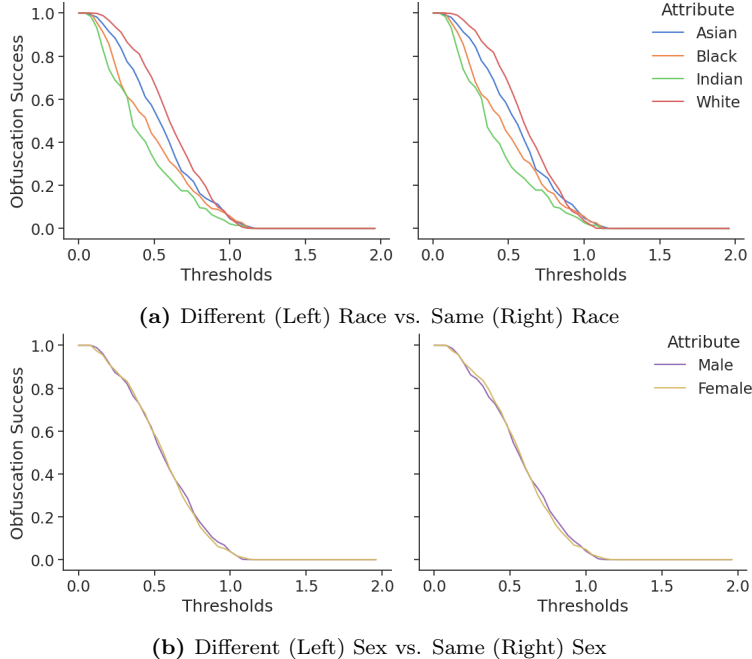 Attribute
Asian
Black
Indian
White
Obfuscation Success
1.0
0.8
0.6
0.4
0.2
0.0
0.0 0.5 1.0 1.5 2.0
0.0 0.5 1.0 1.5 2.0
Thresholds
Thresholds
(a) Different (Left) Race vs. Same (Right) Race
Attribute
Male
Female
Obfuscation Success
1.0
0.8
0.6
0.4
0.2
0.0
0.0 0.5 1.0 1.5 2.0
0.0 0.5 1.0 1.5 2.0
Thresholds
Thresholds
(b) Different (Left) Sex vs. Same (Right) Sex